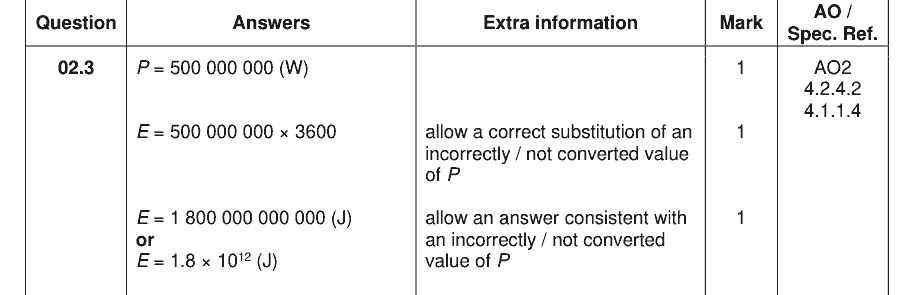 Question Answers Extra information Mark AO /
Spec. Ref.
02.3 P = 500 000 000 (W) 1 AO2
4.2.4.2
4.1.1.4
E = 500 000 000 × 3600 allow a correct substitution of an 1
incorrectly / not converted value
of P
E = 1 800 000 000 000 (J) allow an answer consistent with 1
or an incorrectly / not converted
E = 1.8 × 10¹² (J) value of P